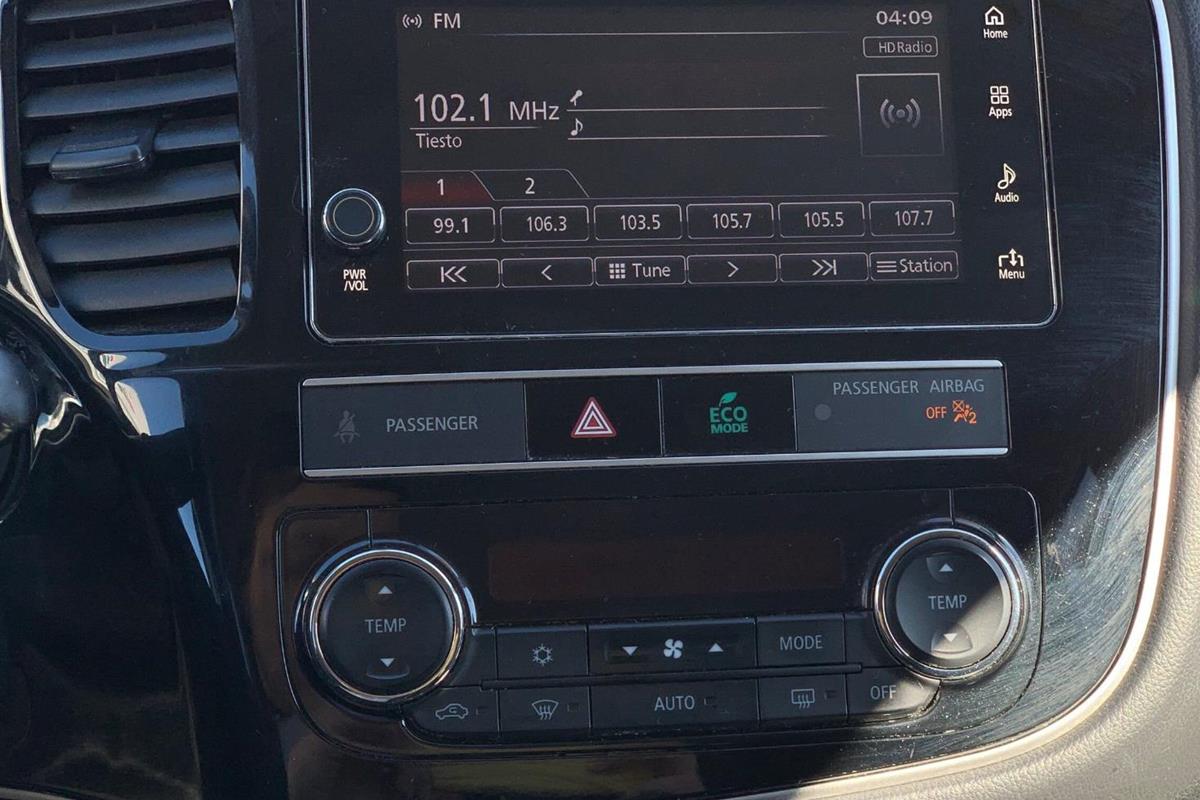 FM
04:09
HD Radio
Home
102.1 MHz
Tiesto
Apps
1 2
Audio
99.1 106.3 103.5 105.7 105.5 107.7
Tune
Station
Menu
PWR
/VOL
PASSENGER
ECO
MODE
PASSENGER AIRBAG
OFF 2
TEMP
TEMP
MODE
AUTO
OFF